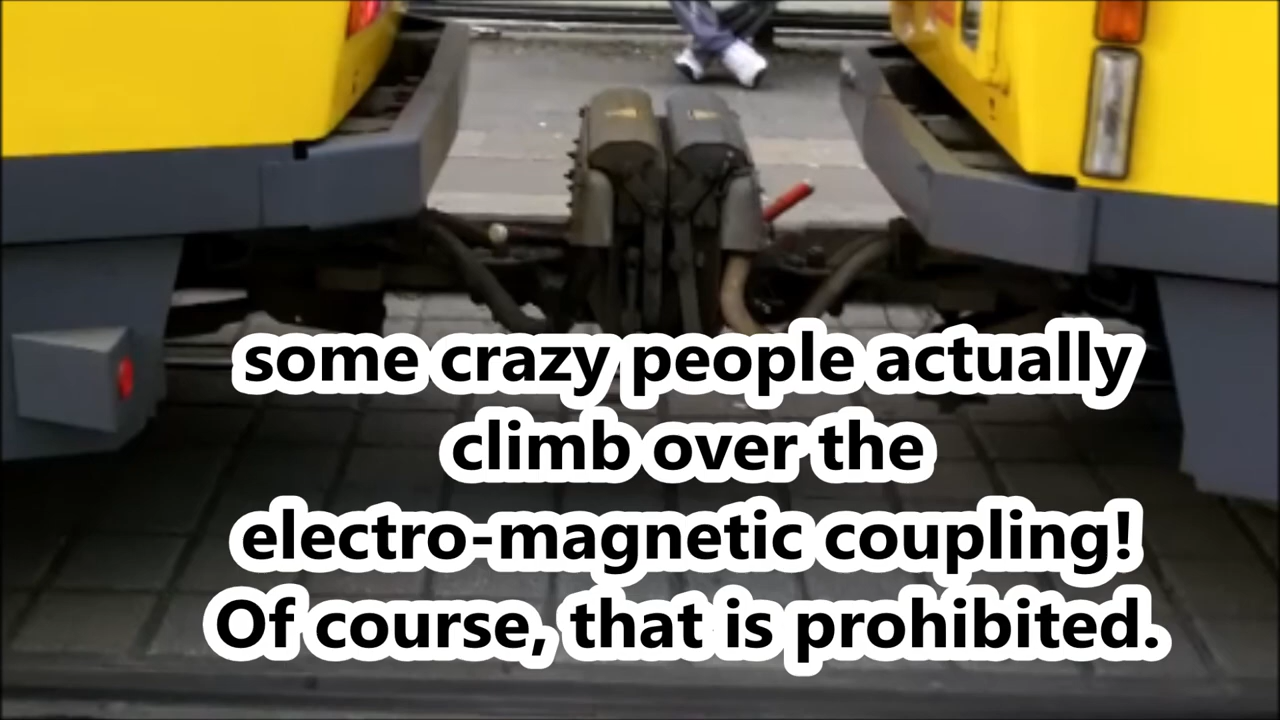 some crazy people actually
climb over the
electro-magnetic coupling!
Of course, that is prohibited.